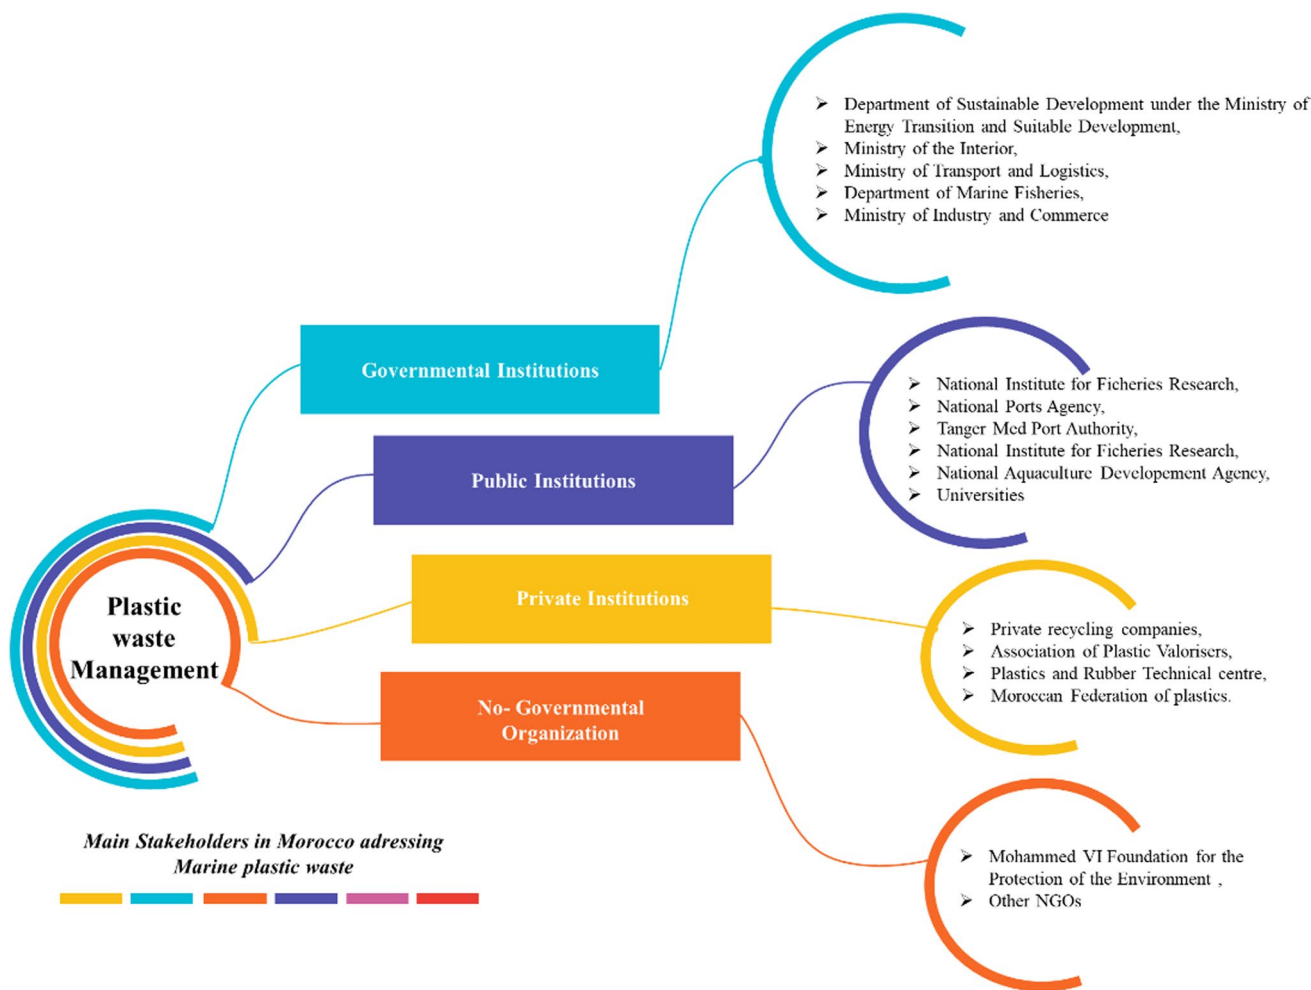 Department of Sustainable Development under the Ministry of
Energy Transition and Suitable Development,
Ministry of the Interior,
Ministry of Transport and Logistics,
Department of Marine Fisheries,
Ministry of Industry and Commerce
Governmental Institutions
National Institute for Ficheries Research,
National Ports Agency,
Tanger Med Port Authority,
National Institute for Ficheries Research,
National Aquaculture Developement Agency,
Universities
Public Institutions
Private Institutions
Private recycling companies,
Association of Plastic Valorisers,
Plastics and Rubber Technical centre,
Moroccan Federation of plastics.
Plastic
waste
Management
No- Governmental
Organization
Mohammed VI Foundation for the
Protection of the Environment ,
Other NGOs
Main Stakeholders in Morocco adressing
Marine plastic waste